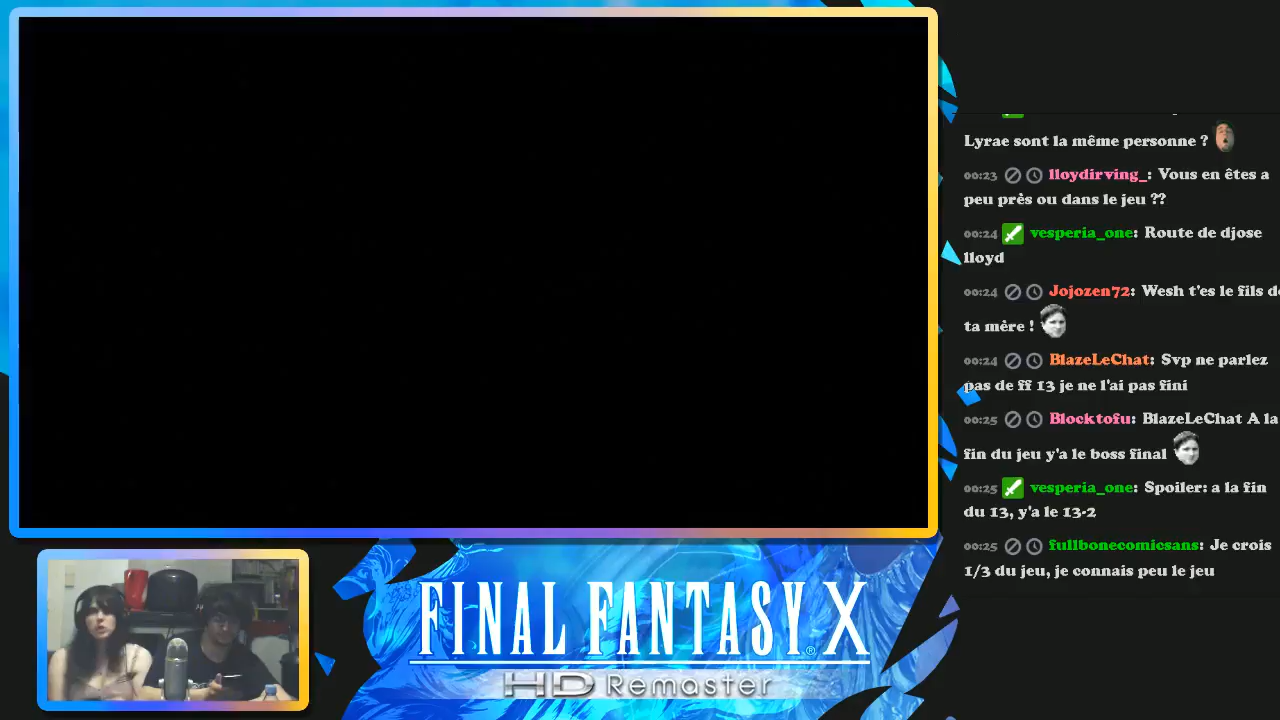 Lyrae sont la même personne ?
00:23 lloydirving_: Vous en êtes a
peu près ou dans le jeu ??
00:24 vesperia_one: Route de djose
lloyd
00:24 Jojozen72: Wesh t'es le fils de
ta mère !
00:24 BlazeLeChat: Svp ne parlez
pas de ff 13 je ne l'ai pas fini
00:25 Blocktofu: BlazeLeChat A la
fin du jeu y'a le boss final
00:25 vesperia_one: Spoiler: a la fin
du 13, y'a le 13-2
00:25 fullbonecomicsans: Je crois
1/3 du jeu, je connais peu le jeu
FINAL FANTASY® X
HD Remaster